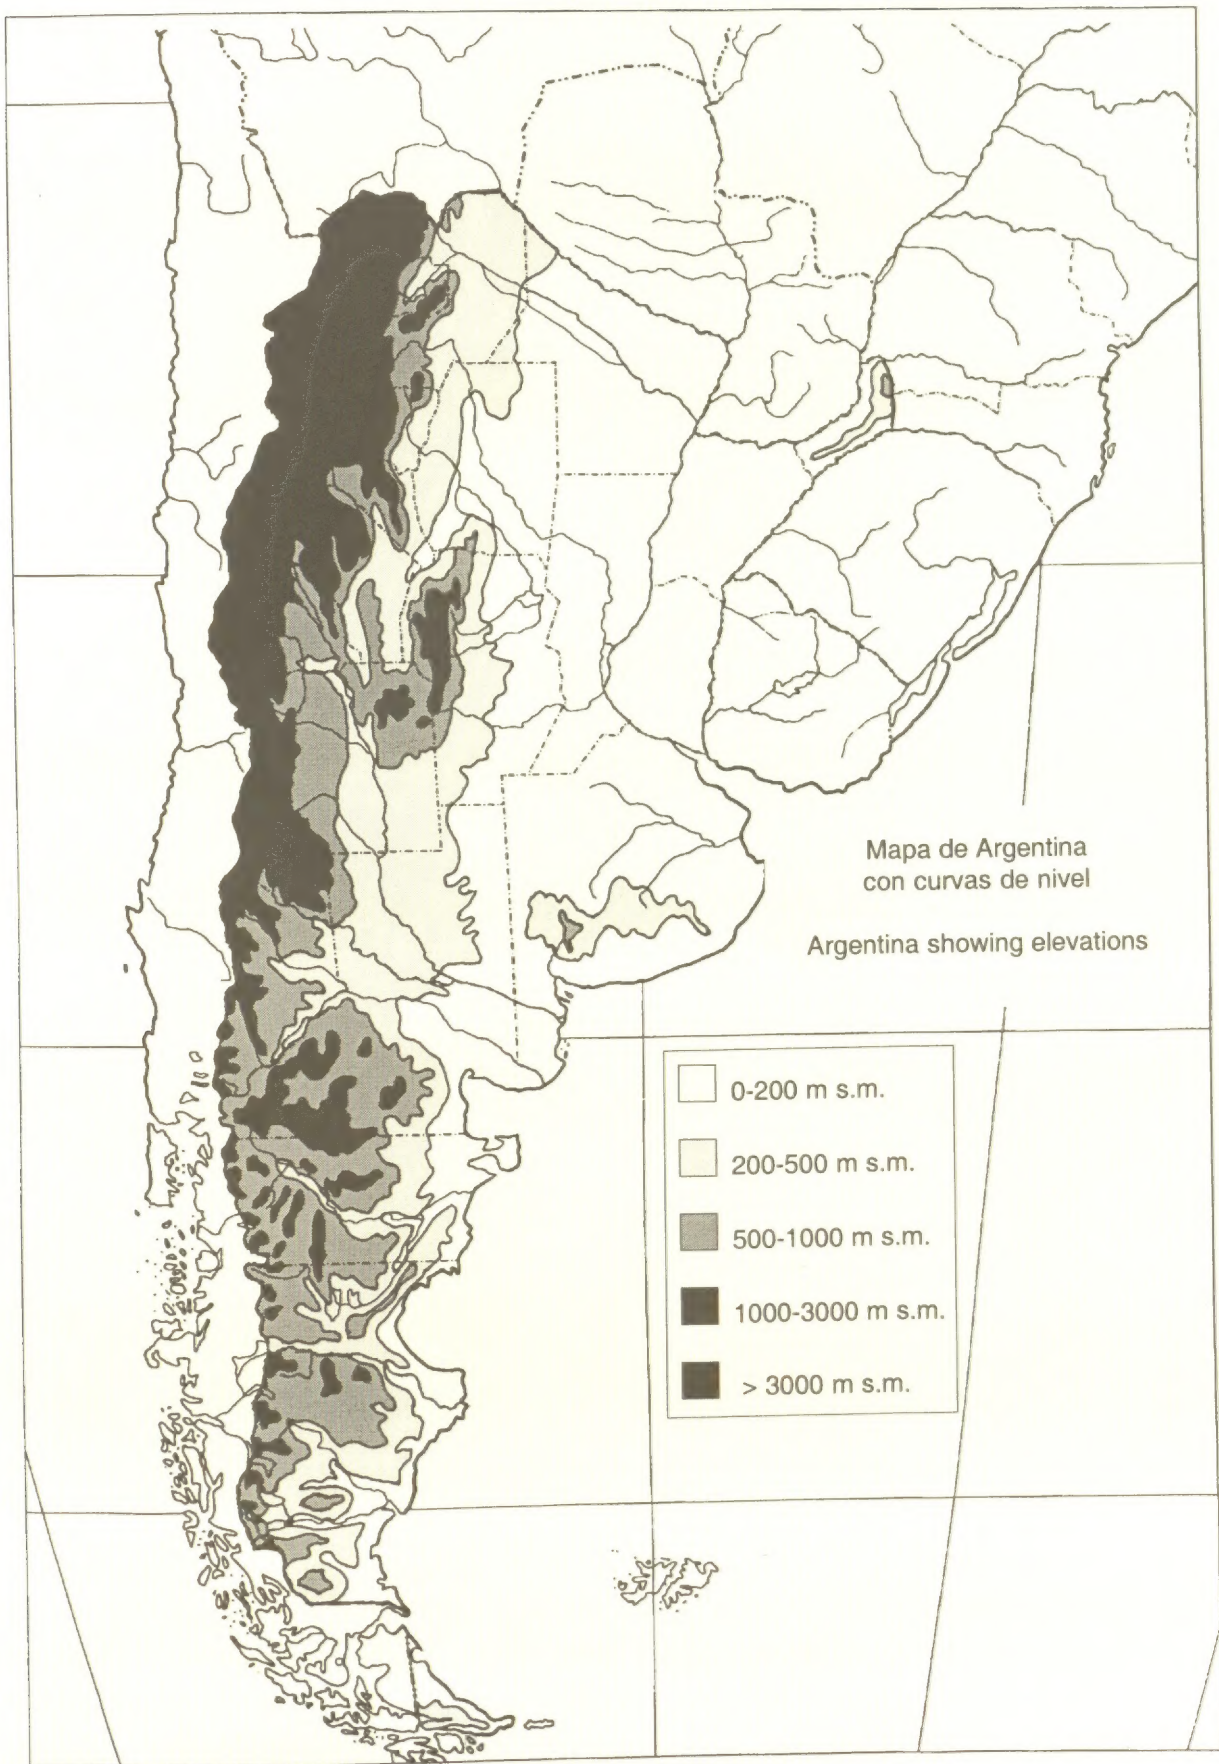 Mapa de Argentina
con curvas de nivel
Argentina showing elevations
0-200 m s.m.
200-500 m s.m.
500-1000 m s.m.
1000-3000 m s.m.
> 3000 m s.m.